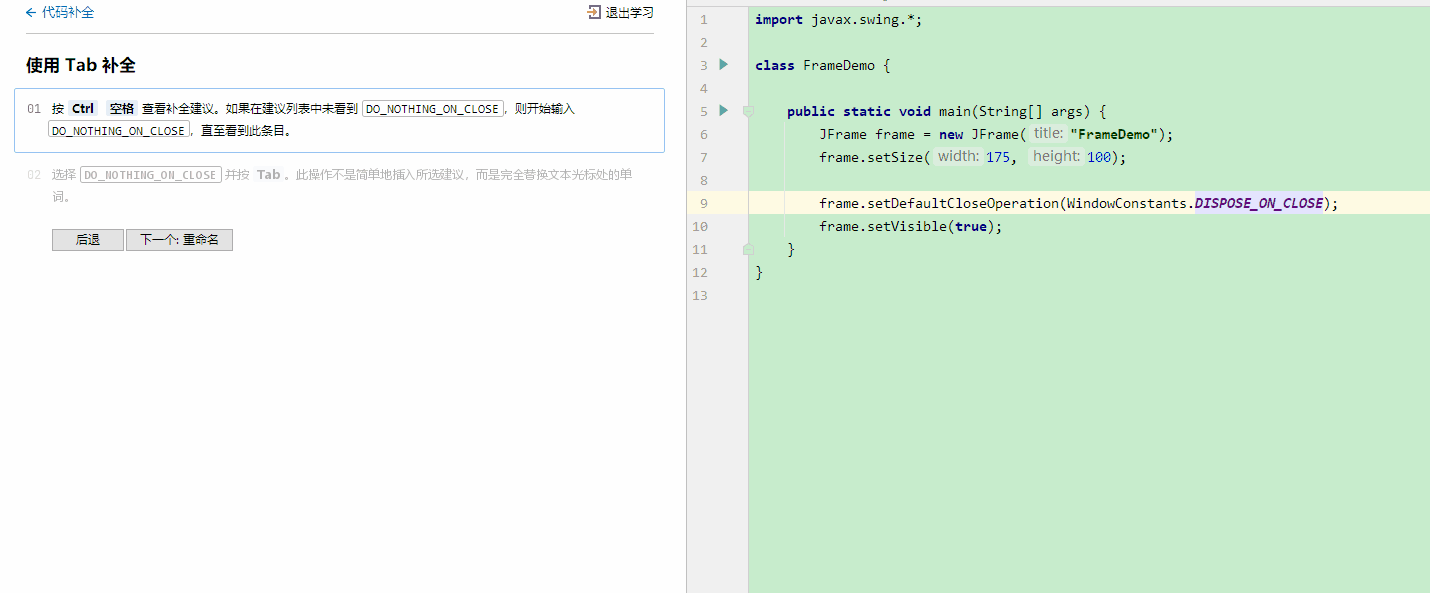 ← 代码补全
退出学习
使用 Tab 补全
01 按 Ctrl 空格 查看补全建议。如果在建议列表中未看到 DO_NOTHING_ON_CLOSE，则开始输入
DO_NOTHING_ON_CLOSE，直至看到此条目。
02 选择 DO_NOTHING_ON_CLOSE 并按 Tab 。此操作不是简单地插入所选建议，而是完全替换文本光标处的单
词。
后退
下一个: 重命名
1 import javax.swing.*;
2
3 class FrameDemo {
4
5 public static void main(String[] args) {
6 JFrame frame = new JFrame( title: "FrameDemo");
7 frame.setSize( width: 175, height: 100);
8
9 frame.setDefaultCloseOperation(WindowConstants.DISPOSE_ON_CLOSE);
10 frame.setVisible(true);
11 }
12 }
13